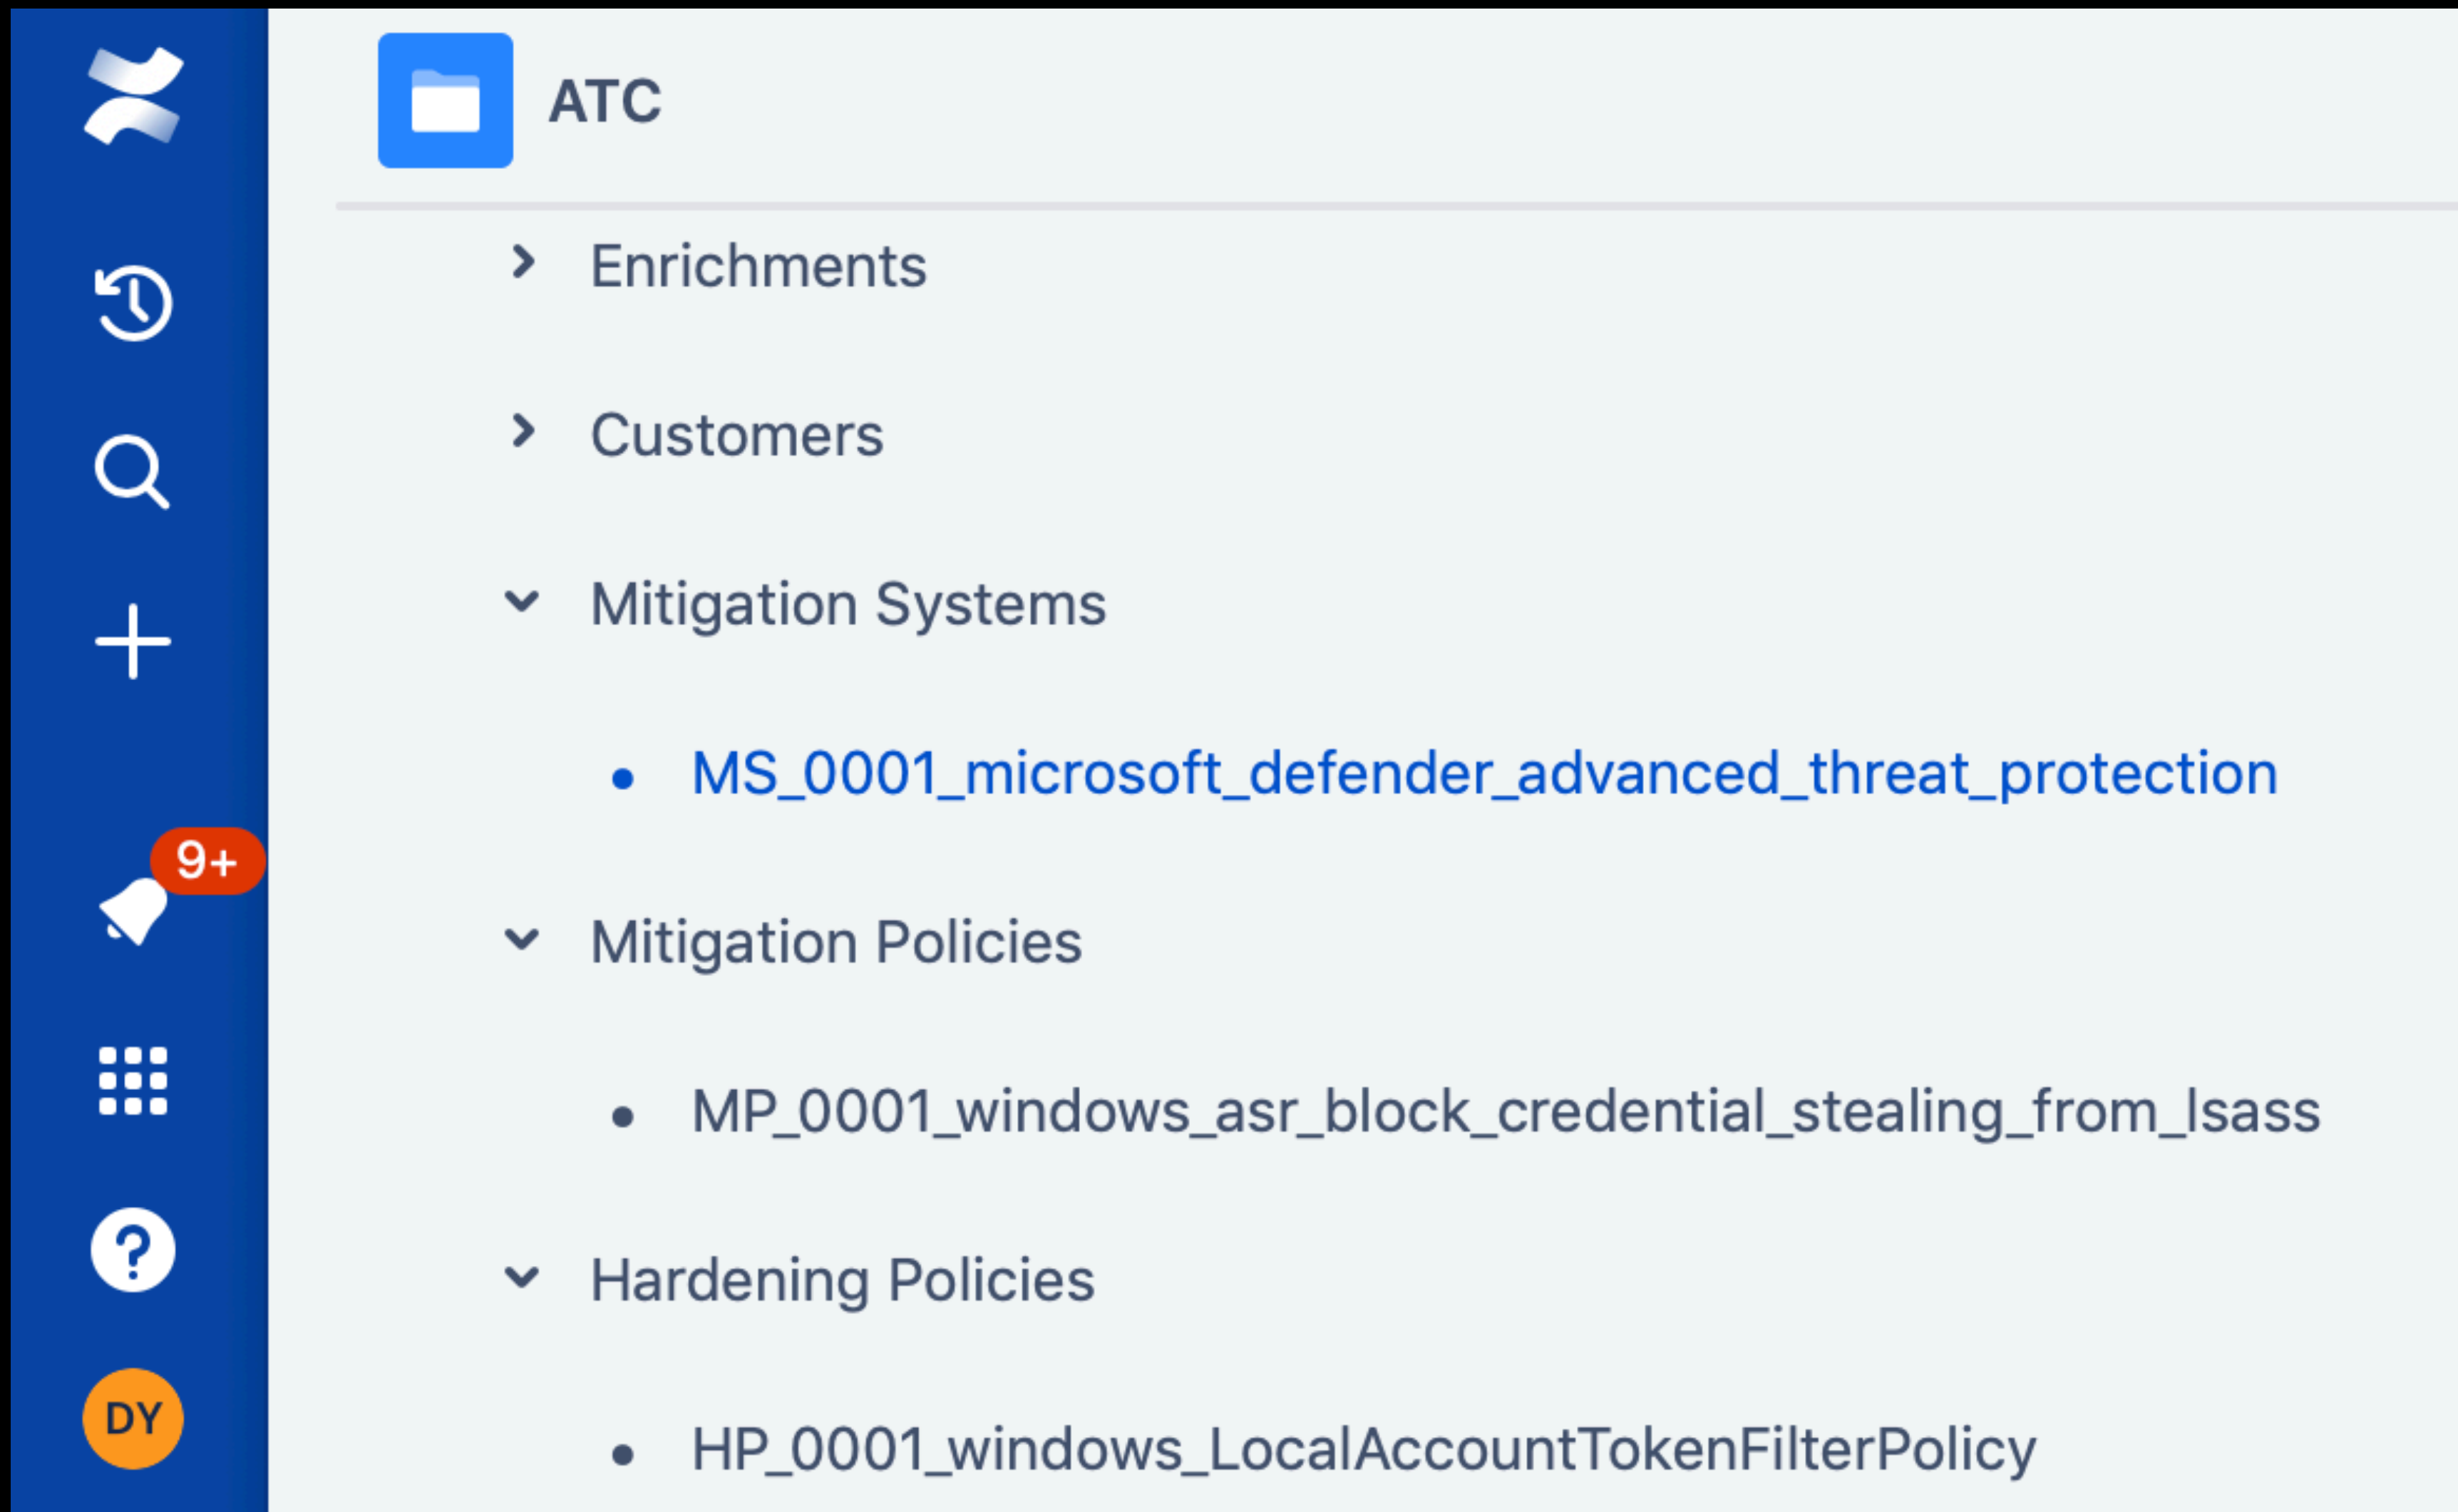 ATC
Enrichments
Customers
Mitigation Systems
MS_0001_microsoft_defender_advanced_threat_protection
9+
Mitigation Policies
MP_0001_windows_asr_block_credential_stealing_from_lsass
Hardening Policies
DY
HP_0001_windows_LocalAccountTokenFilterPolicy